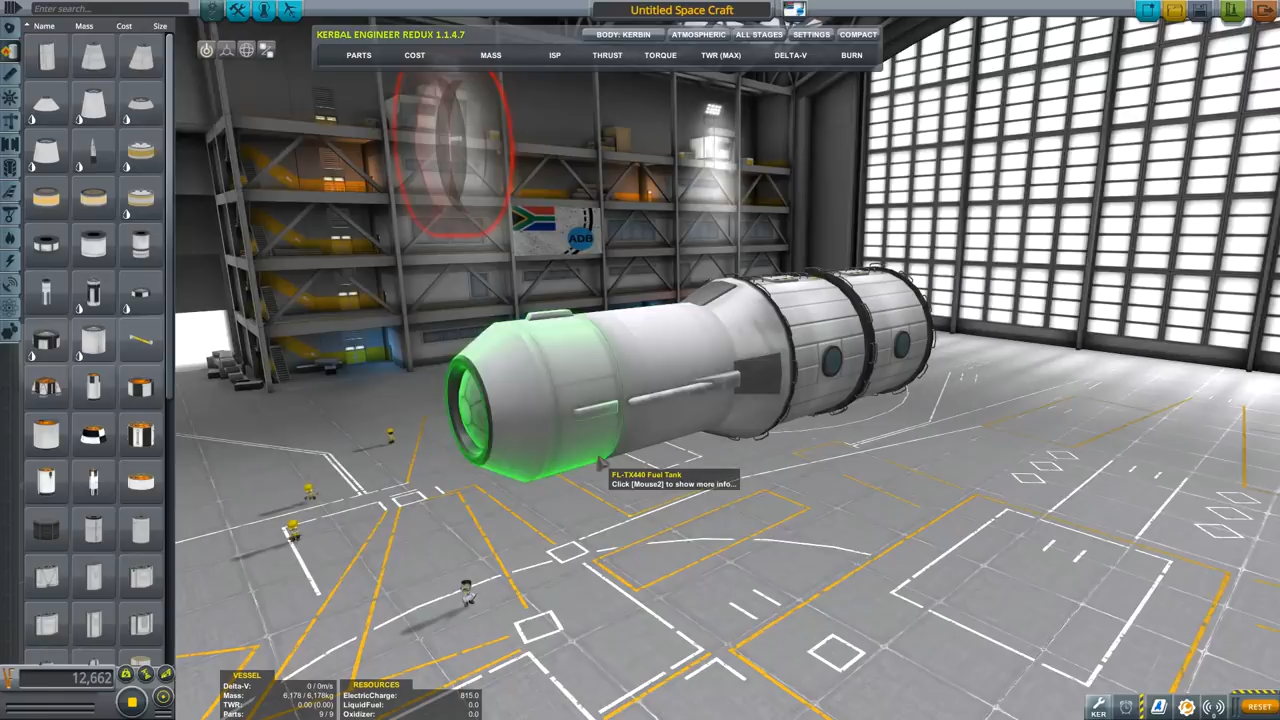 Enter search...
Untitled Space Craft
Name Mass Cost Size
KERBAL ENGINEER REDUX 1.1.4.7
BODY: KERBIN ATMOSPHERIC ALL STAGES SETTINGS COMPACT
PARTS COST MASS ISP THRUST TORQUE TWR (MAX) DELTA-V BURN
ADB
FL-TX440 Fuel Tank
Click [Mouse2] to show more info...
12,662
VESSEL
Delta-V: 0 / 0m/s
Mass: 6,178 / 6,178kg
TWR: 0.00 (0.00)
Parts: 9 / 9
RESOURCES
ElectricCharge: 815.0
LiquidFuel: 0.0
Oxidizer: 0.0
KER
RESET